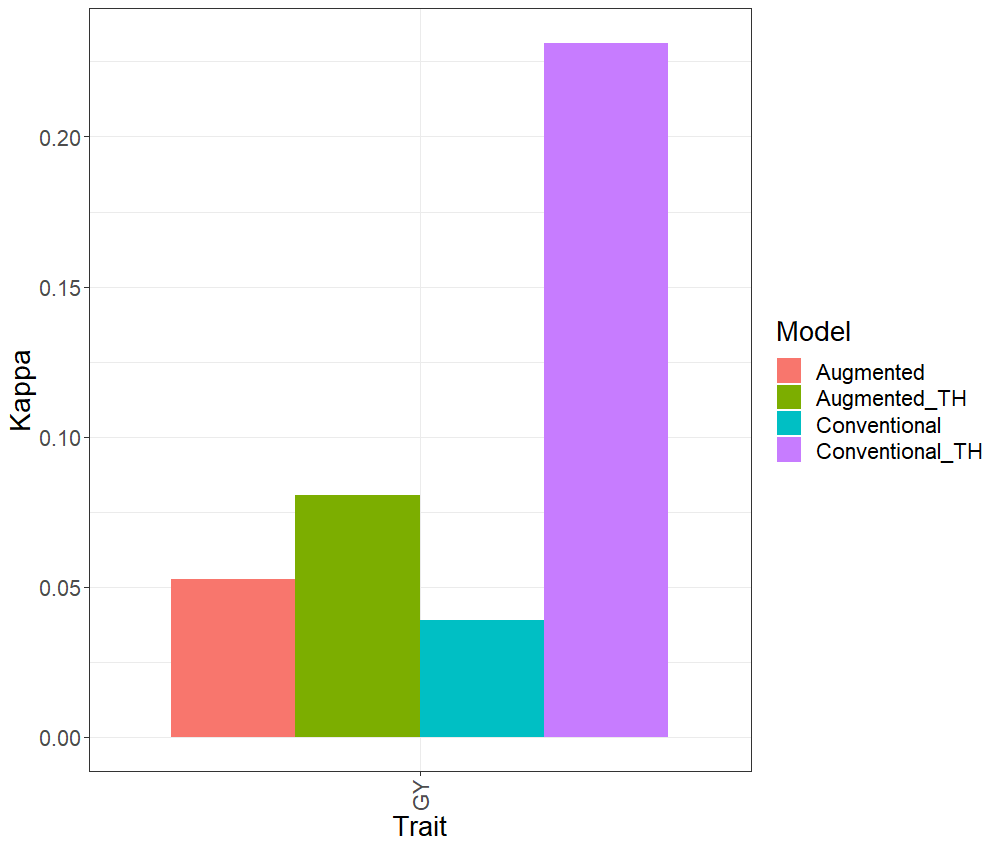 Kappa
0.20
0.15
0.10
0.05
0.00
GY
Trait
Model
Augmented
Augmented_TH
Conventional
Conventional_TH